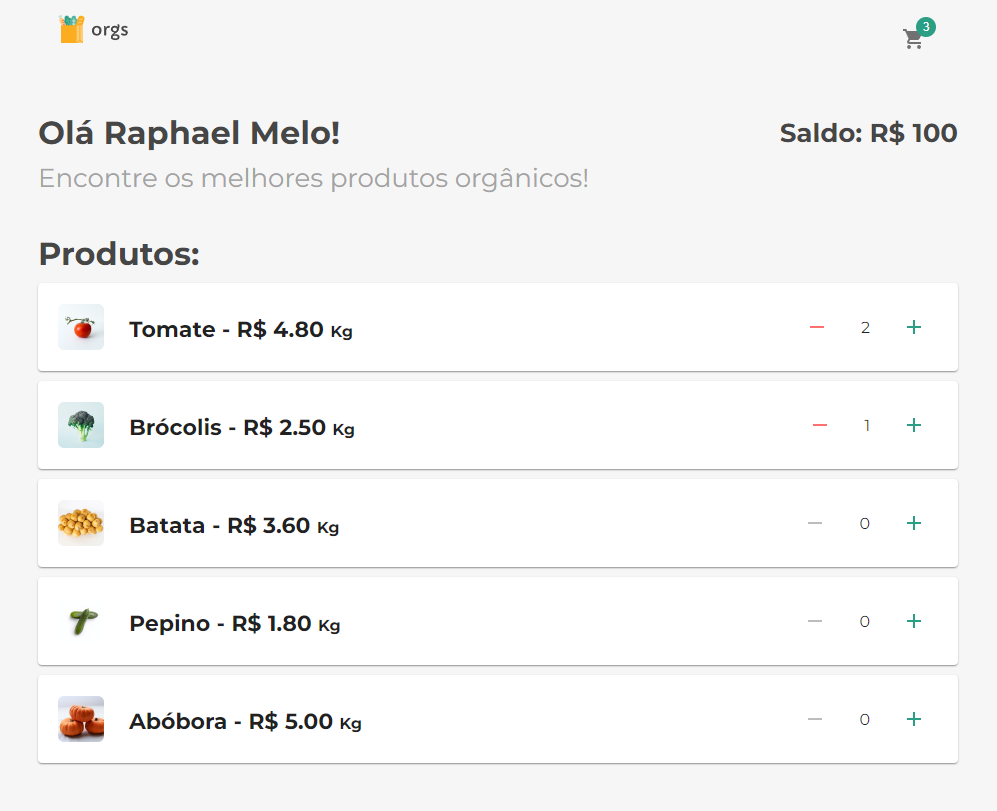 orgs
3
Olá Raphael Melo!
Saldo: R$ 100
Encontre os melhores produtos orgânicos!
Produtos:
Tomate - R$ 4.80 Kg
2
Brócolis - R$ 2.50 Kg
1
Batata - R$ 3.60 Kg
0
Pepino - R$ 1.80 Kg
0
Abóbora - R$ 5.00 Kg
0